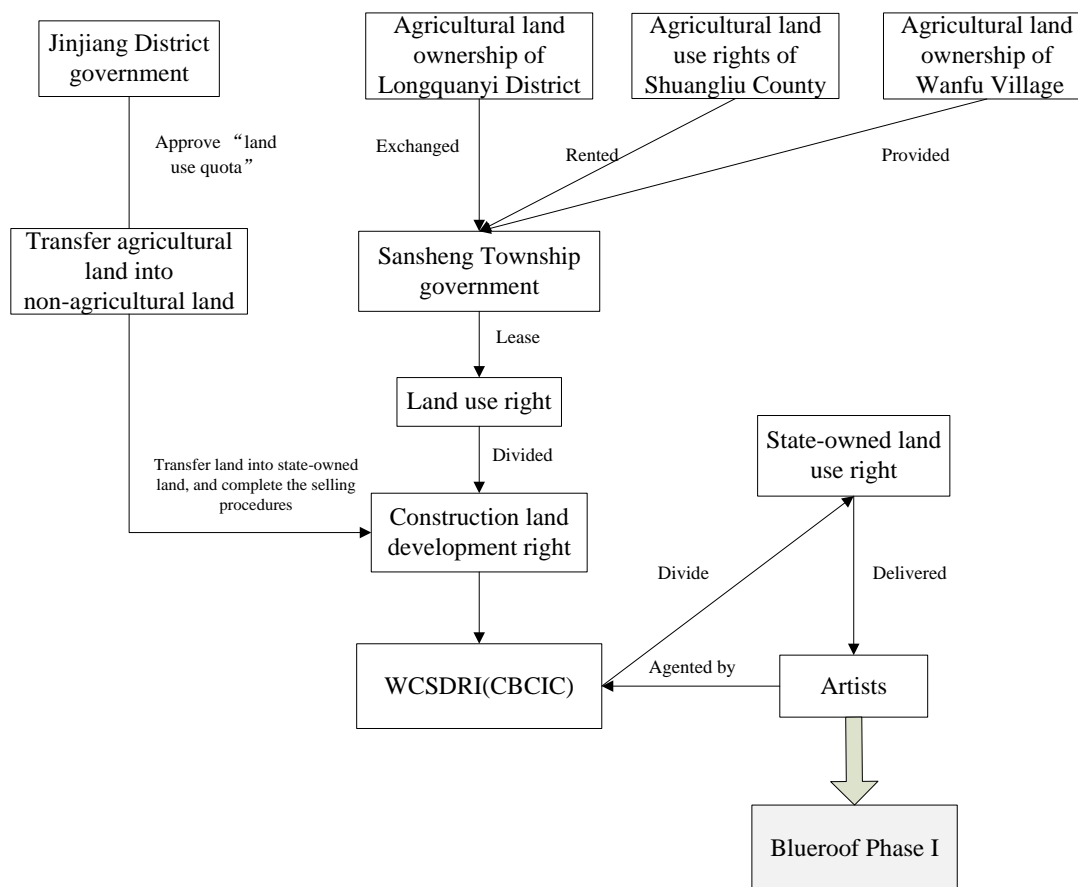 Jinjiang District
government
Agricultural land
ownership of
Longquanyi District
Agricultural land
use rights of
Shuangliu County
Agricultural land
ownership of
Wanfu Village
Approve “land
use quota”
Exchanged
Rented
Provided
Transfer agricultural
land into
non-agricultural land
Sansheng Township
government
Lease
Land use right
Divided
State-owned land
use right
Transfer land into state-owned
land, and complete the selling
procedures
Construction land
development right
Divide
Delivered
WCSDRI(CBCIC)
Agented by
Artists
Blueroof Phase I